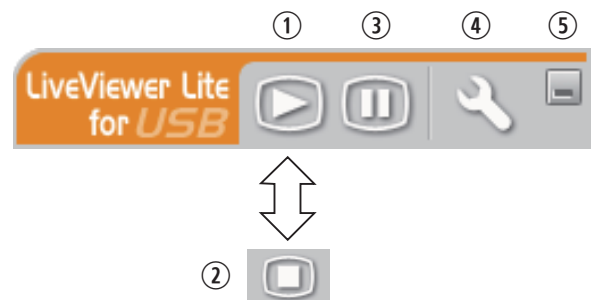 ① ③ ④ ⑤
LiveViewer Lite
for USB
②